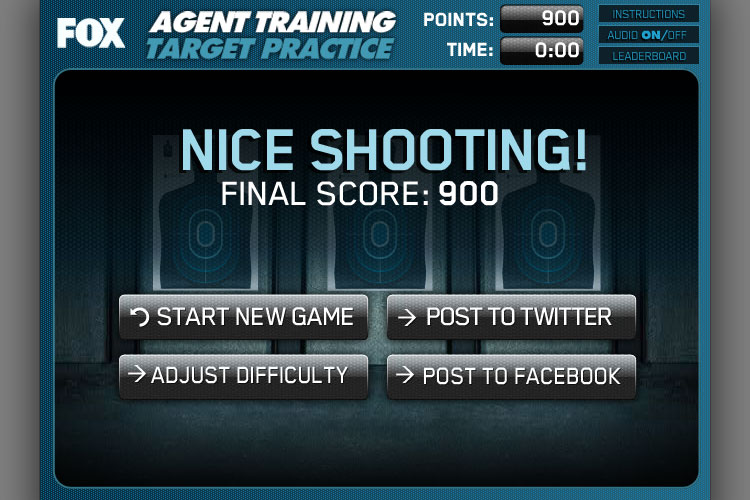 FOX
AGENT TRAINING
TARGET PRACTICE
POINTS: 900
TIME: 0:00
INSTRUCTIONS
AUDIO ON/OFF
LEADERBOARD
NICE SHOOTING!
FINAL SCORE: 900
START NEW GAME
POST TO TWITTER
ADJUST DIFFICULTY
POST TO FACEBOOK